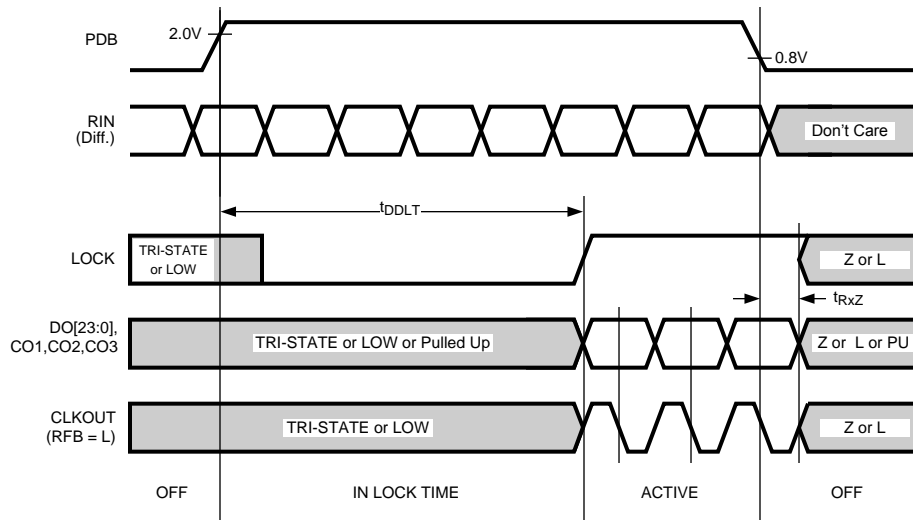 PDB
2.0V
0.8V
RIN
(Diff.)
Don't Care
tDDLT
LOCK
TRI-STATE
or LOW
Z or L
tRxZ
DO[23:0],
CO1,CO2,CO3
TRI-STATE or LOW or Pulled Up
Z or L or PU
CLKOUT
(RFB = L)
TRI-STATE or LOW
Z or L
OFF
IN LOCK TIME
ACTIVE
OFF